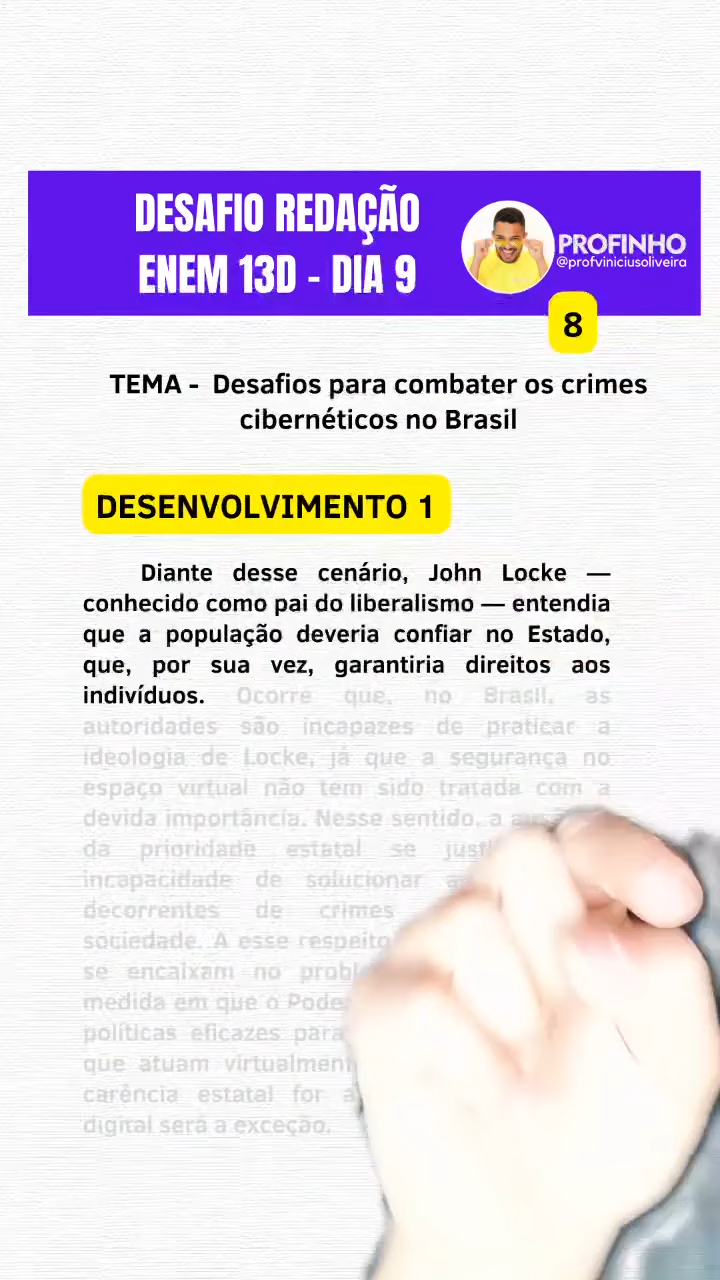 DESAFIO REDAÇÃO
ENEM 13D - DIA 9
PROFINHO
@profviniciusoliveira
8
TEMA - Desafios para combater os crimes
cibernéticos no Brasil
DESENVOLVIMENTO 1
Diante desse cenário, John Locke —
conhecido como pai do liberalismo — entendia
que a população deveria confiar no Estado,
que, por sua vez, garantiria direitos aos
indivíduos. Ocorre que, no Brasil, as
autoridades são incapazes de praticar a
ideologia de Locke, já que a segurança no
espaço virtual não tem sido tratada com a
devida importância. Nesse sentido, a
da prioridade estatal se
incapacidade de solucionar
decorrentes de crimes
sociedade. A esse respeito
se encaixam no
medida em que o
políticas eficazes para
que atuam
carência estatal for
digital será a exceção.